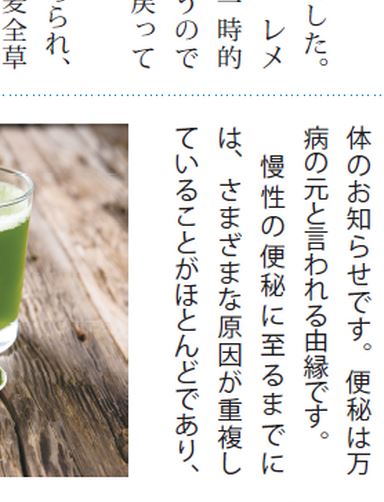 した。
レメ
一時的
うので
戻って
られ、
愛全草
体のお知らせです。便秘は万
病の元と言われる由縁です。
慢性の便秘に至るまでに
は、さまざまな原因が重複し
ていることがほとんどであり、